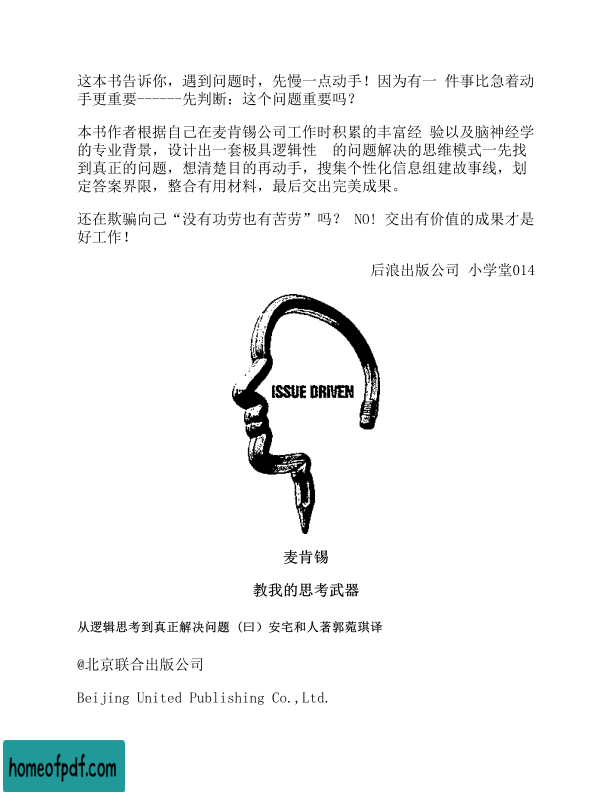 这本书告诉你，遇到问题时，先慢一点动手！因为有一 件事比急着动
手更重要------先判断：这个问题重要吗？
本书作者根据自己在麦肯锡公司工作时积累的丰富经 验以及脑神经学
的专业背景，设计出一套极具逻辑性 的问题解决的思维模式一先找
到真正的问题，想清楚目的再动手，搜集个性化信息组建故事线，划
定答案界限，整合有用材料，最后交出完美成果。
还在欺骗向己“没有功劳也有苦劳”吗？ NO! 交出有价值的成果才是
好工作！
后浪出版公司 小学堂014
ISSUE DRIVEN
麦肯锡
教我的思考武器
从逻辑思考到真正解决问题 (曰）安宅和人著郭菀琪译
@北京联合出版公司
Beijing United Publishing Co.,Ltd.
homeofpdf.com